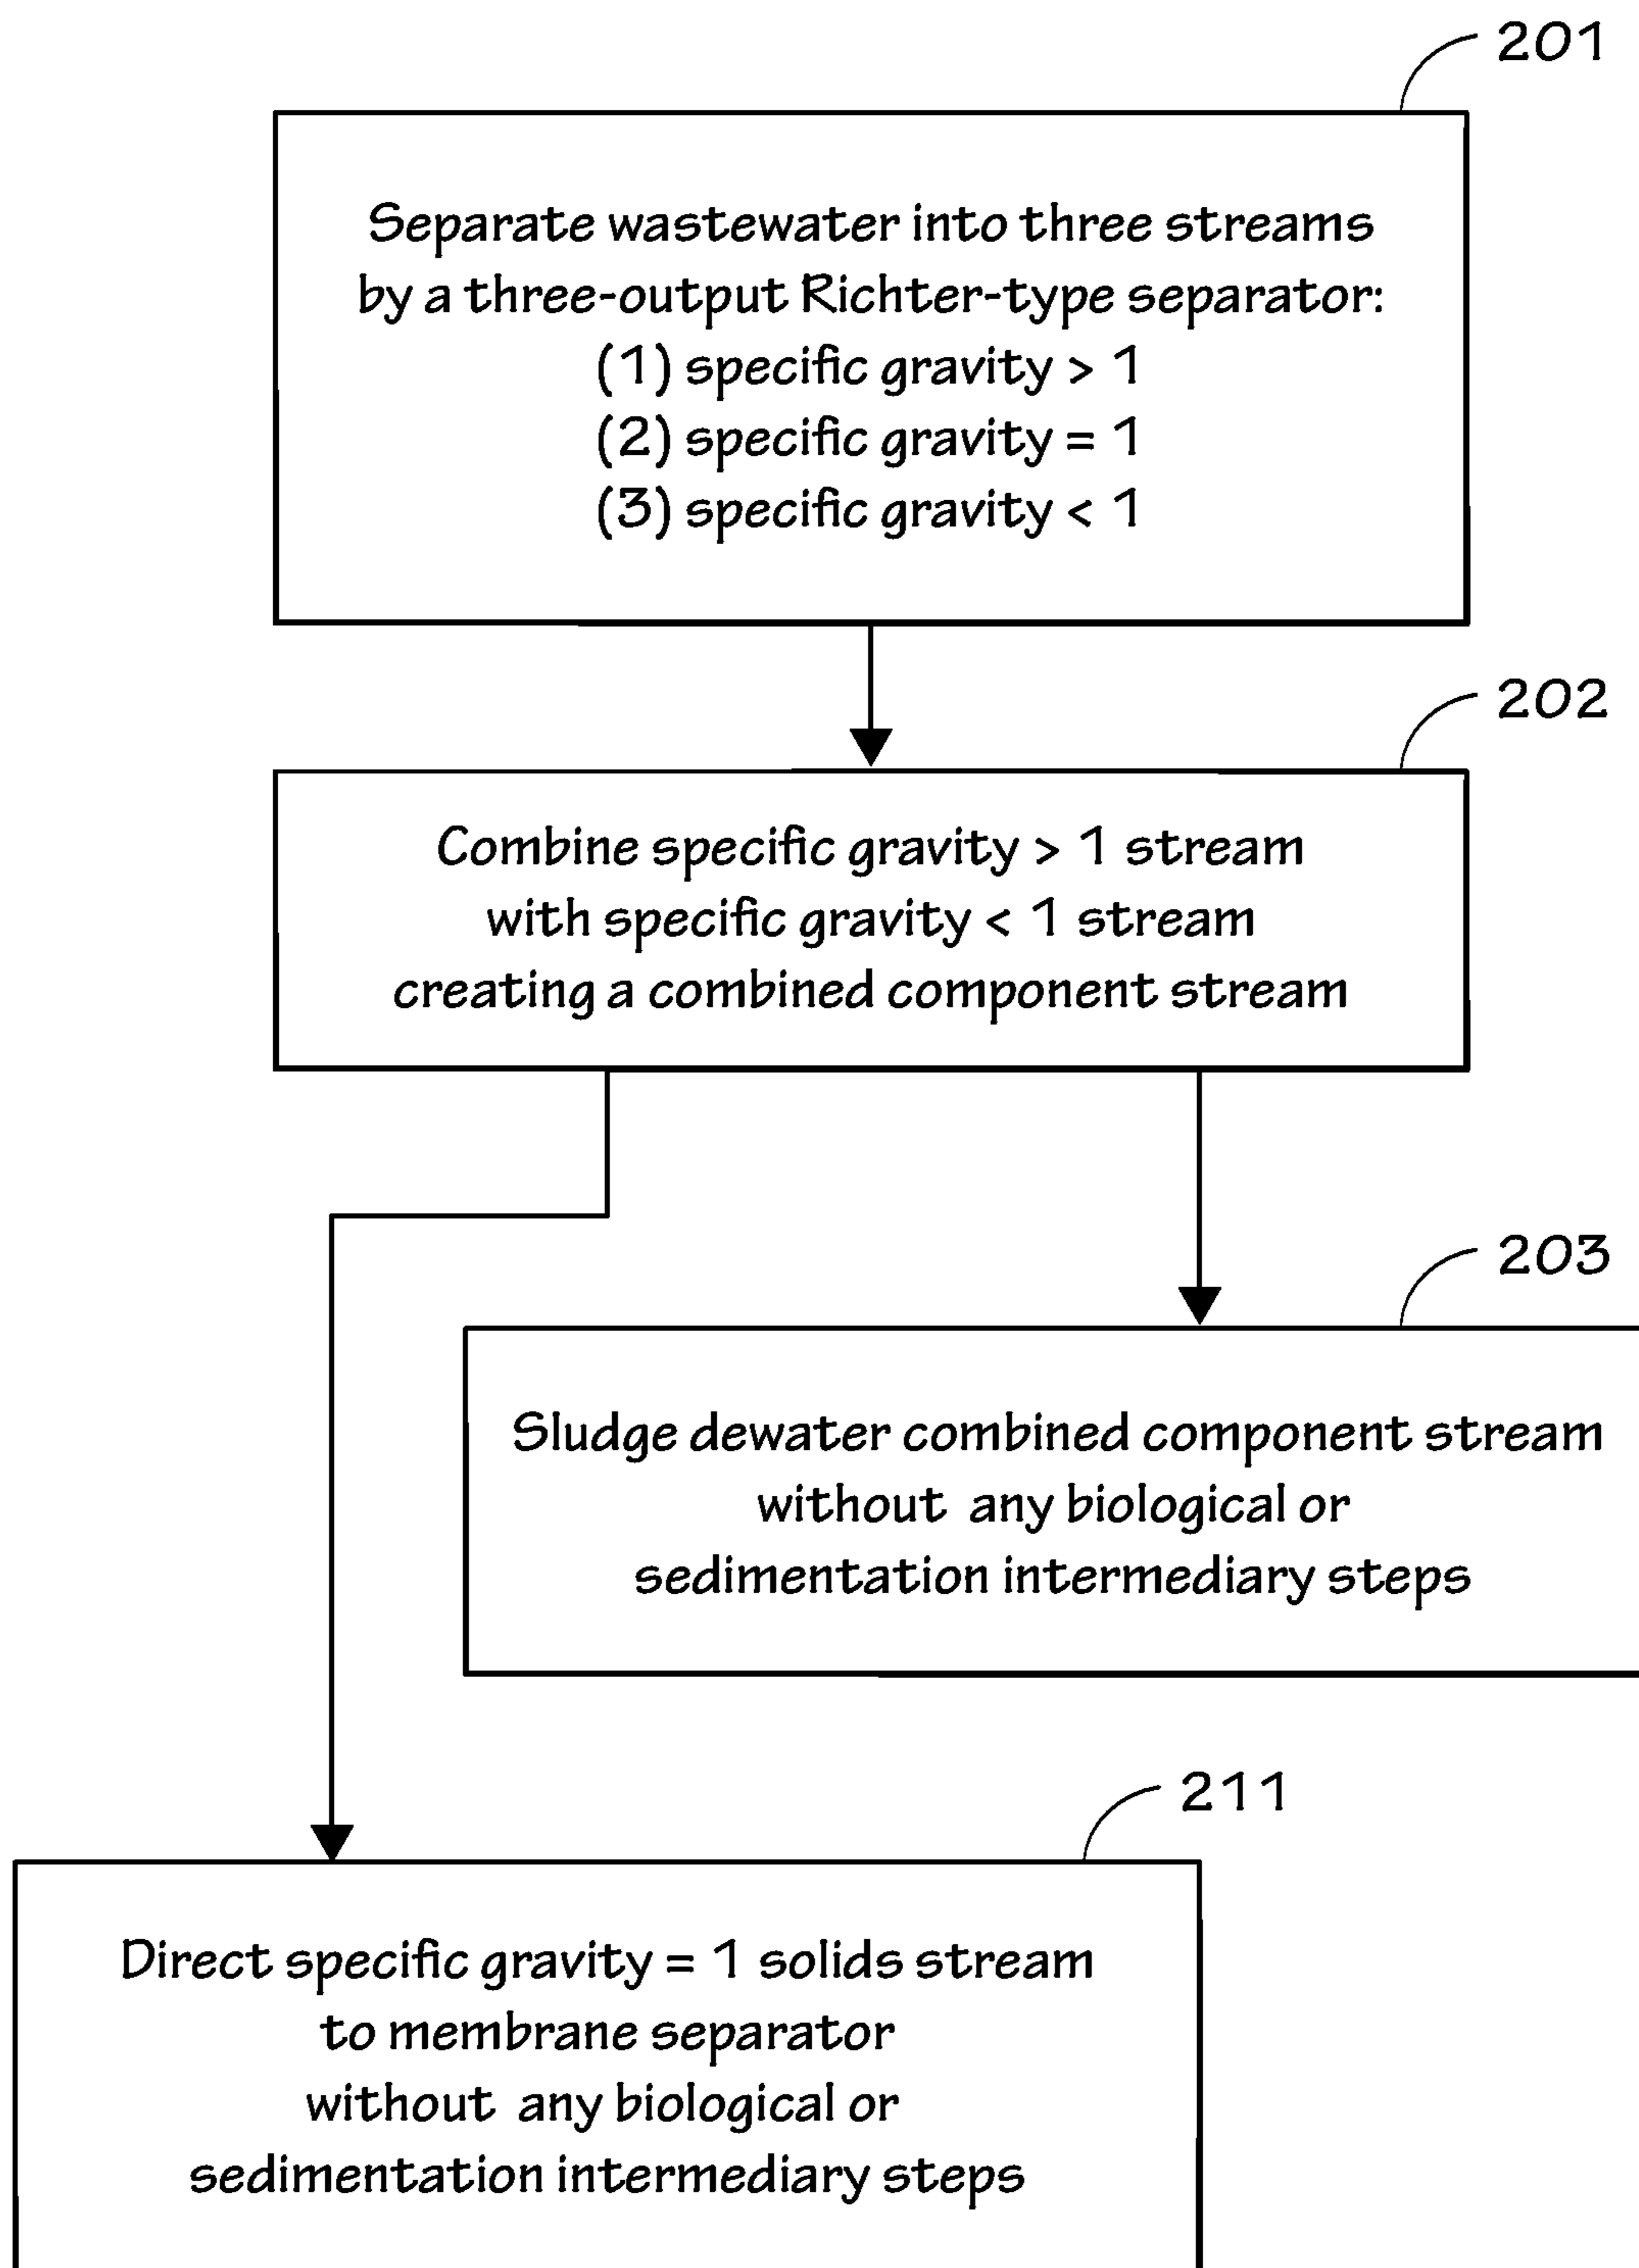 201
Separate wastewater into three streams
by a three-output Richter-type separator:
(1) specific gravity > 1
(2) specific gravity = 1
(3) specific gravity < 1
202
Combine specific gravity > 1 stream
with specific gravity < 1 stream
creating a combined component stream
203
Sludge dewater combined component stream
without any biological or
sedimentation intermediary steps
211
Direct specific gravity = 1 solids stream
to membrane separator
without any biological or
sedimentation intermediary steps